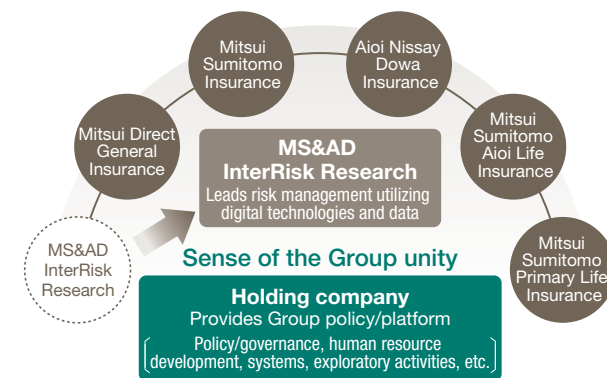 Mitsui
Sumitomo
Insurance
Aioi Nissay
Dowa
Insurance
Mitsui Direct
General
Insurance
Mitsui
Sumitomo
Aioi Life
Insurance
MS&AD
InterRisk Research
Leads risk management utilizing
digital technologies and data
MS&AD
InterRisk
Research
Mitsui
Sumitomo
Primary Life
Insurance
Sense of the Group unity
Holding company
Provides Group policy/platform
Policy/governance, human resource
development, systems, exploratory activities, etc.